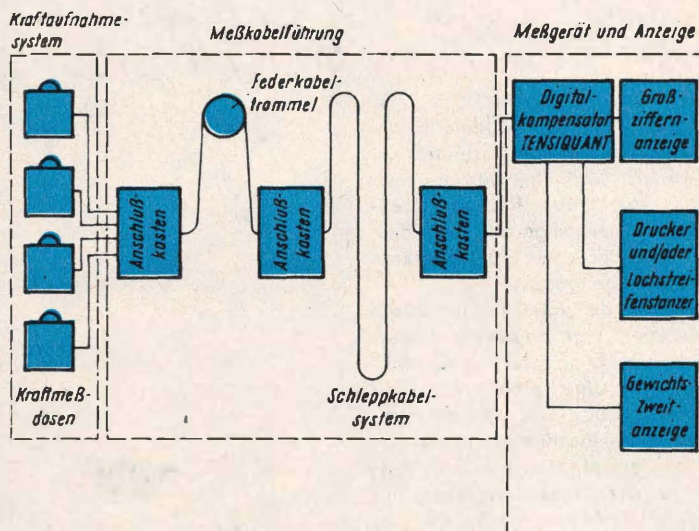 Kraftaufnahme-
system
Meßkabelführung
Meßgerät und Anzeige
Federkabel-
trommel
Anschluß-
kasten
Anschluß-
kasten
Anschluß-
kasten
Kraftmeß-
dosen
Schleppkabel-
system
Digital-
kompensator
TENSIQUANT
Groß-
ziffern-
anzeige
Drucker
und/oder
Lochstrei-
fenstanzer
Gewichts-
Zweit-
anzeige